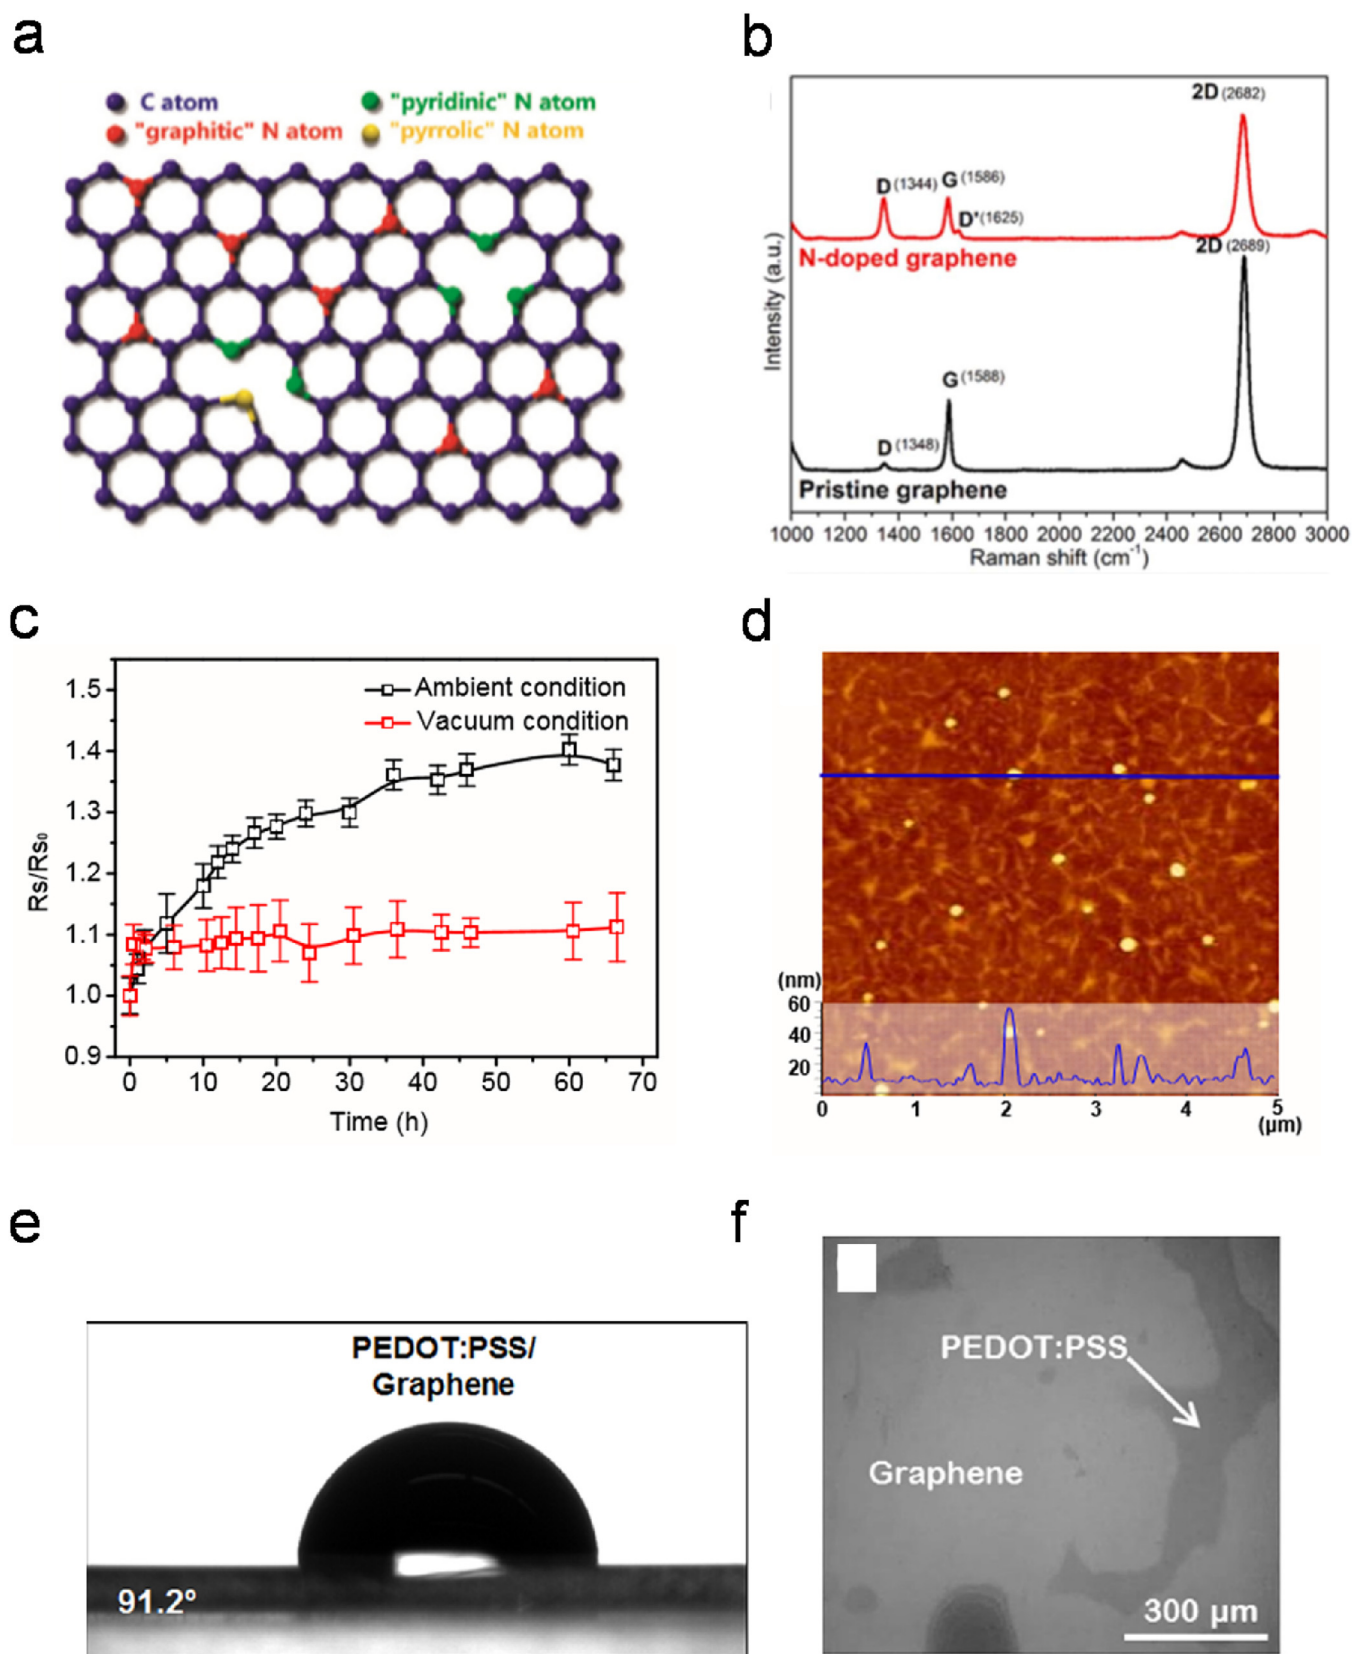 a
C atom
"pyridinic" N atom
"graphitic" N atom
"pyrrolic" N atom
b
2D (2682)
D (1344)
G (1586)
D' (1625)
N-doped graphene
2D (2689)
G (1588)
D (1348)
Pristine graphene
Intensity (a.u.)
1000 1200 1400 1600 1800 2000 2200 2400 2600 2800 3000
Raman shift (cm⁻¹)
c
Ambient condition
Vacuum condition
1.5
1.4
1.3
1.2
1.1
1.0
0.9
Rs/Rs₀
0 10 20 30 40 50 60 70
Time (h)
d
(nm)
60
40
20
0 1 2 3 4 5
(μm)
e
PEDOT:PSS/
Graphene
91.2°
f
PEDOT:PSS
Graphene
300 μm